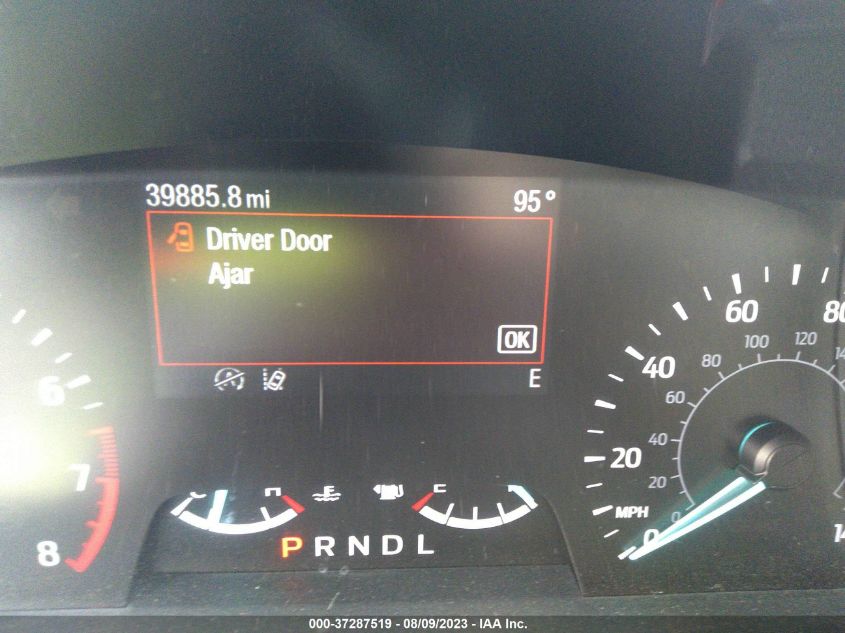 39885.8 mi 95°
Driver Door
Ajar
OK
E
60 80
100 120
40 80
6 60
20 40
7 20
MPH 0
8 0
P R N D L
000-37287519 - 08/09/2023 - IAA Inc.